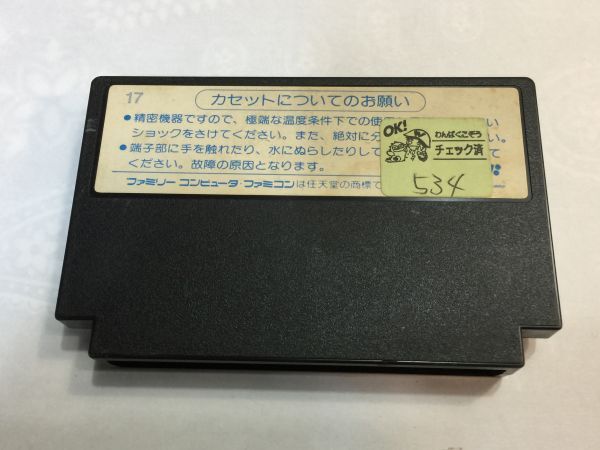 17
カセットについてのお願い
●精密機器ですので、極端な温度条件下での使
い
ショックをさけてください。また、絶対に分
い。
●端子部に手を触れたり、水にぬらしたりして
ください。故障の原因となります。
ファミリー コンピュータ・ファミコンは任天堂の商標で
OK!
わんぱくこぞう
チェック済
534